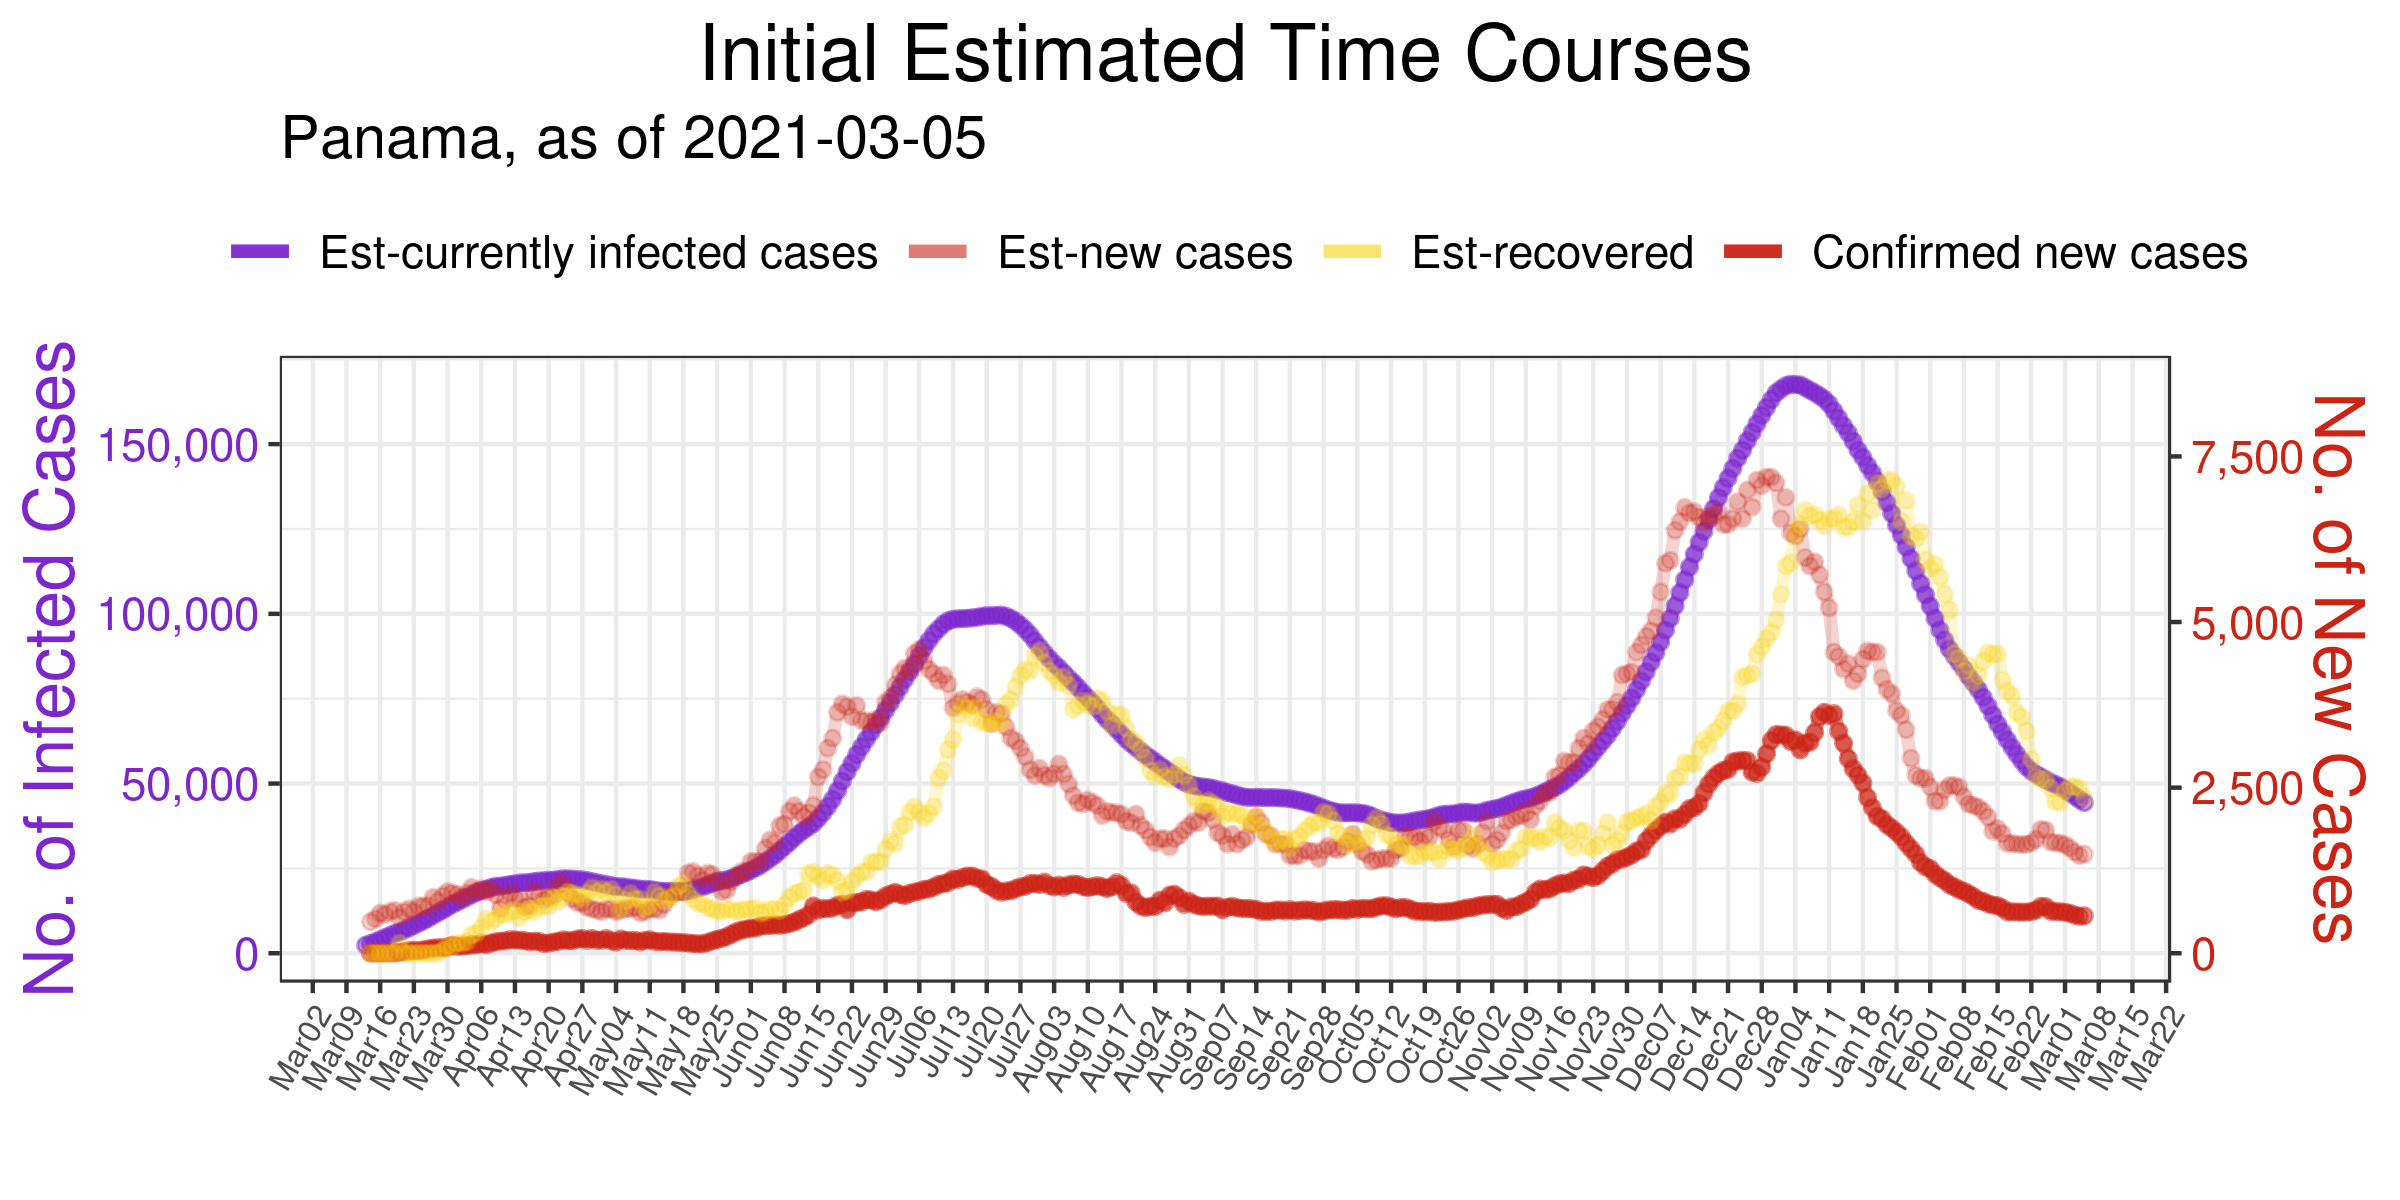 Initial Estimated Time Courses
Panama, as of 2021-03-05
Est-currently infected cases Est-new cases Est-recovered Confirmed new cases
No. of Infected Cases
150,000
100,000
50,000
0
7,500
5,000
2,500
0
No. of New Cases
Mar02 Mar09 Mar16 Mar23 Mar30 Apr06 Apr13 Apr20 Apr27 May04 May11 May18 May25 Jun01 Jun08 Jun15 Jun22 Jun29 Jul06 Jul13 Jul20 Jul27 Aug03 Aug10 Aug17 Aug24 Aug31 Sep07 Sep14 Sep21 Sep28 Oct05 Oct12 Oct19 Oct26 Nov02 Nov09 Nov16 Nov23 Nov30 Dec07 Dec14 Dec21 Dec28 Jan04 Jan11 Jan18 Jan25 Feb01 Feb08 Feb15 Feb22 Mar01 Mar08 Mar15 Mar22